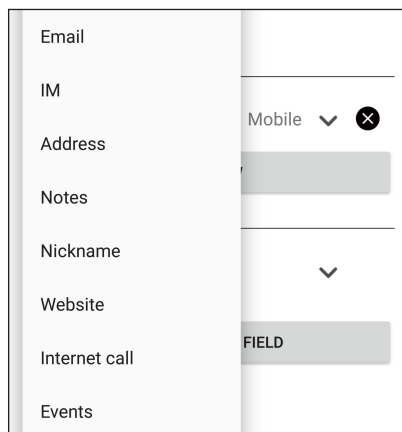 Email
IM
Address
Notes
Nickname
Website
Internet call
Events
Mobile
FIELD